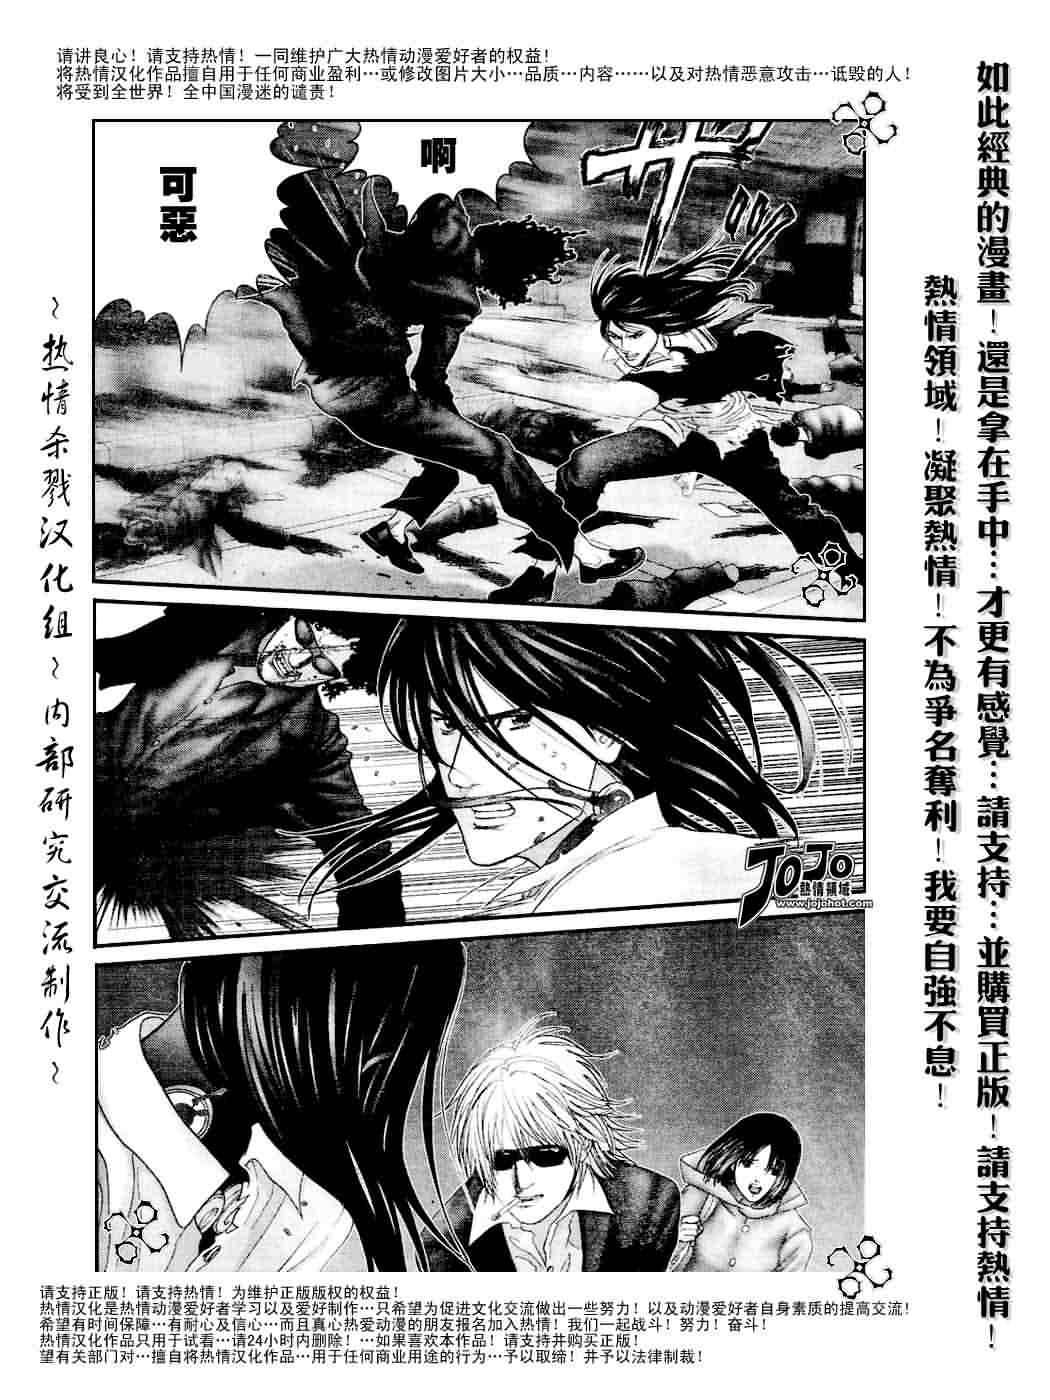 请讲良心！请支持热情！一同维护广大热情动漫爱好者的权益！
将热情汉化作品擅自用于任何商业盈利…或修改图片大小…品质…内容……以及对热情恶意攻击…诋毁的人！
将受到全世界！全中国漫迷的谴责！
如此經典的漫畫！還是拿在手中…才更有感覺…請支持…並購買正版！請支持熱情！
熱情領域！凝聚熱情！不為爭名奪利！我要自強不息！
啊
可惡
～热情杀戮汉化组～内部研究交流制作～
JOJO
熱情領域
www.jojohot.com
请支持正版！请支持热情！为维护正版版权的权益！
热情汉化是热情动漫爱好者学习以及爱好制作…只希望为促进文化交流做出一些努力！以及动漫爱好者自身素质的提高交流！
希望有时间保障…有耐心及信心…而且真心热爱动漫的朋友报名加入热情！我们一起战斗！努力！奋斗！
热情汉化作品只用于试看…请24小时内删除！…如果喜欢本作品！请支持并购买正版！
望有关部门对…擅自将热情汉化作品…用于任何商业用途的行为…予以取缔！并予以法律制裁！